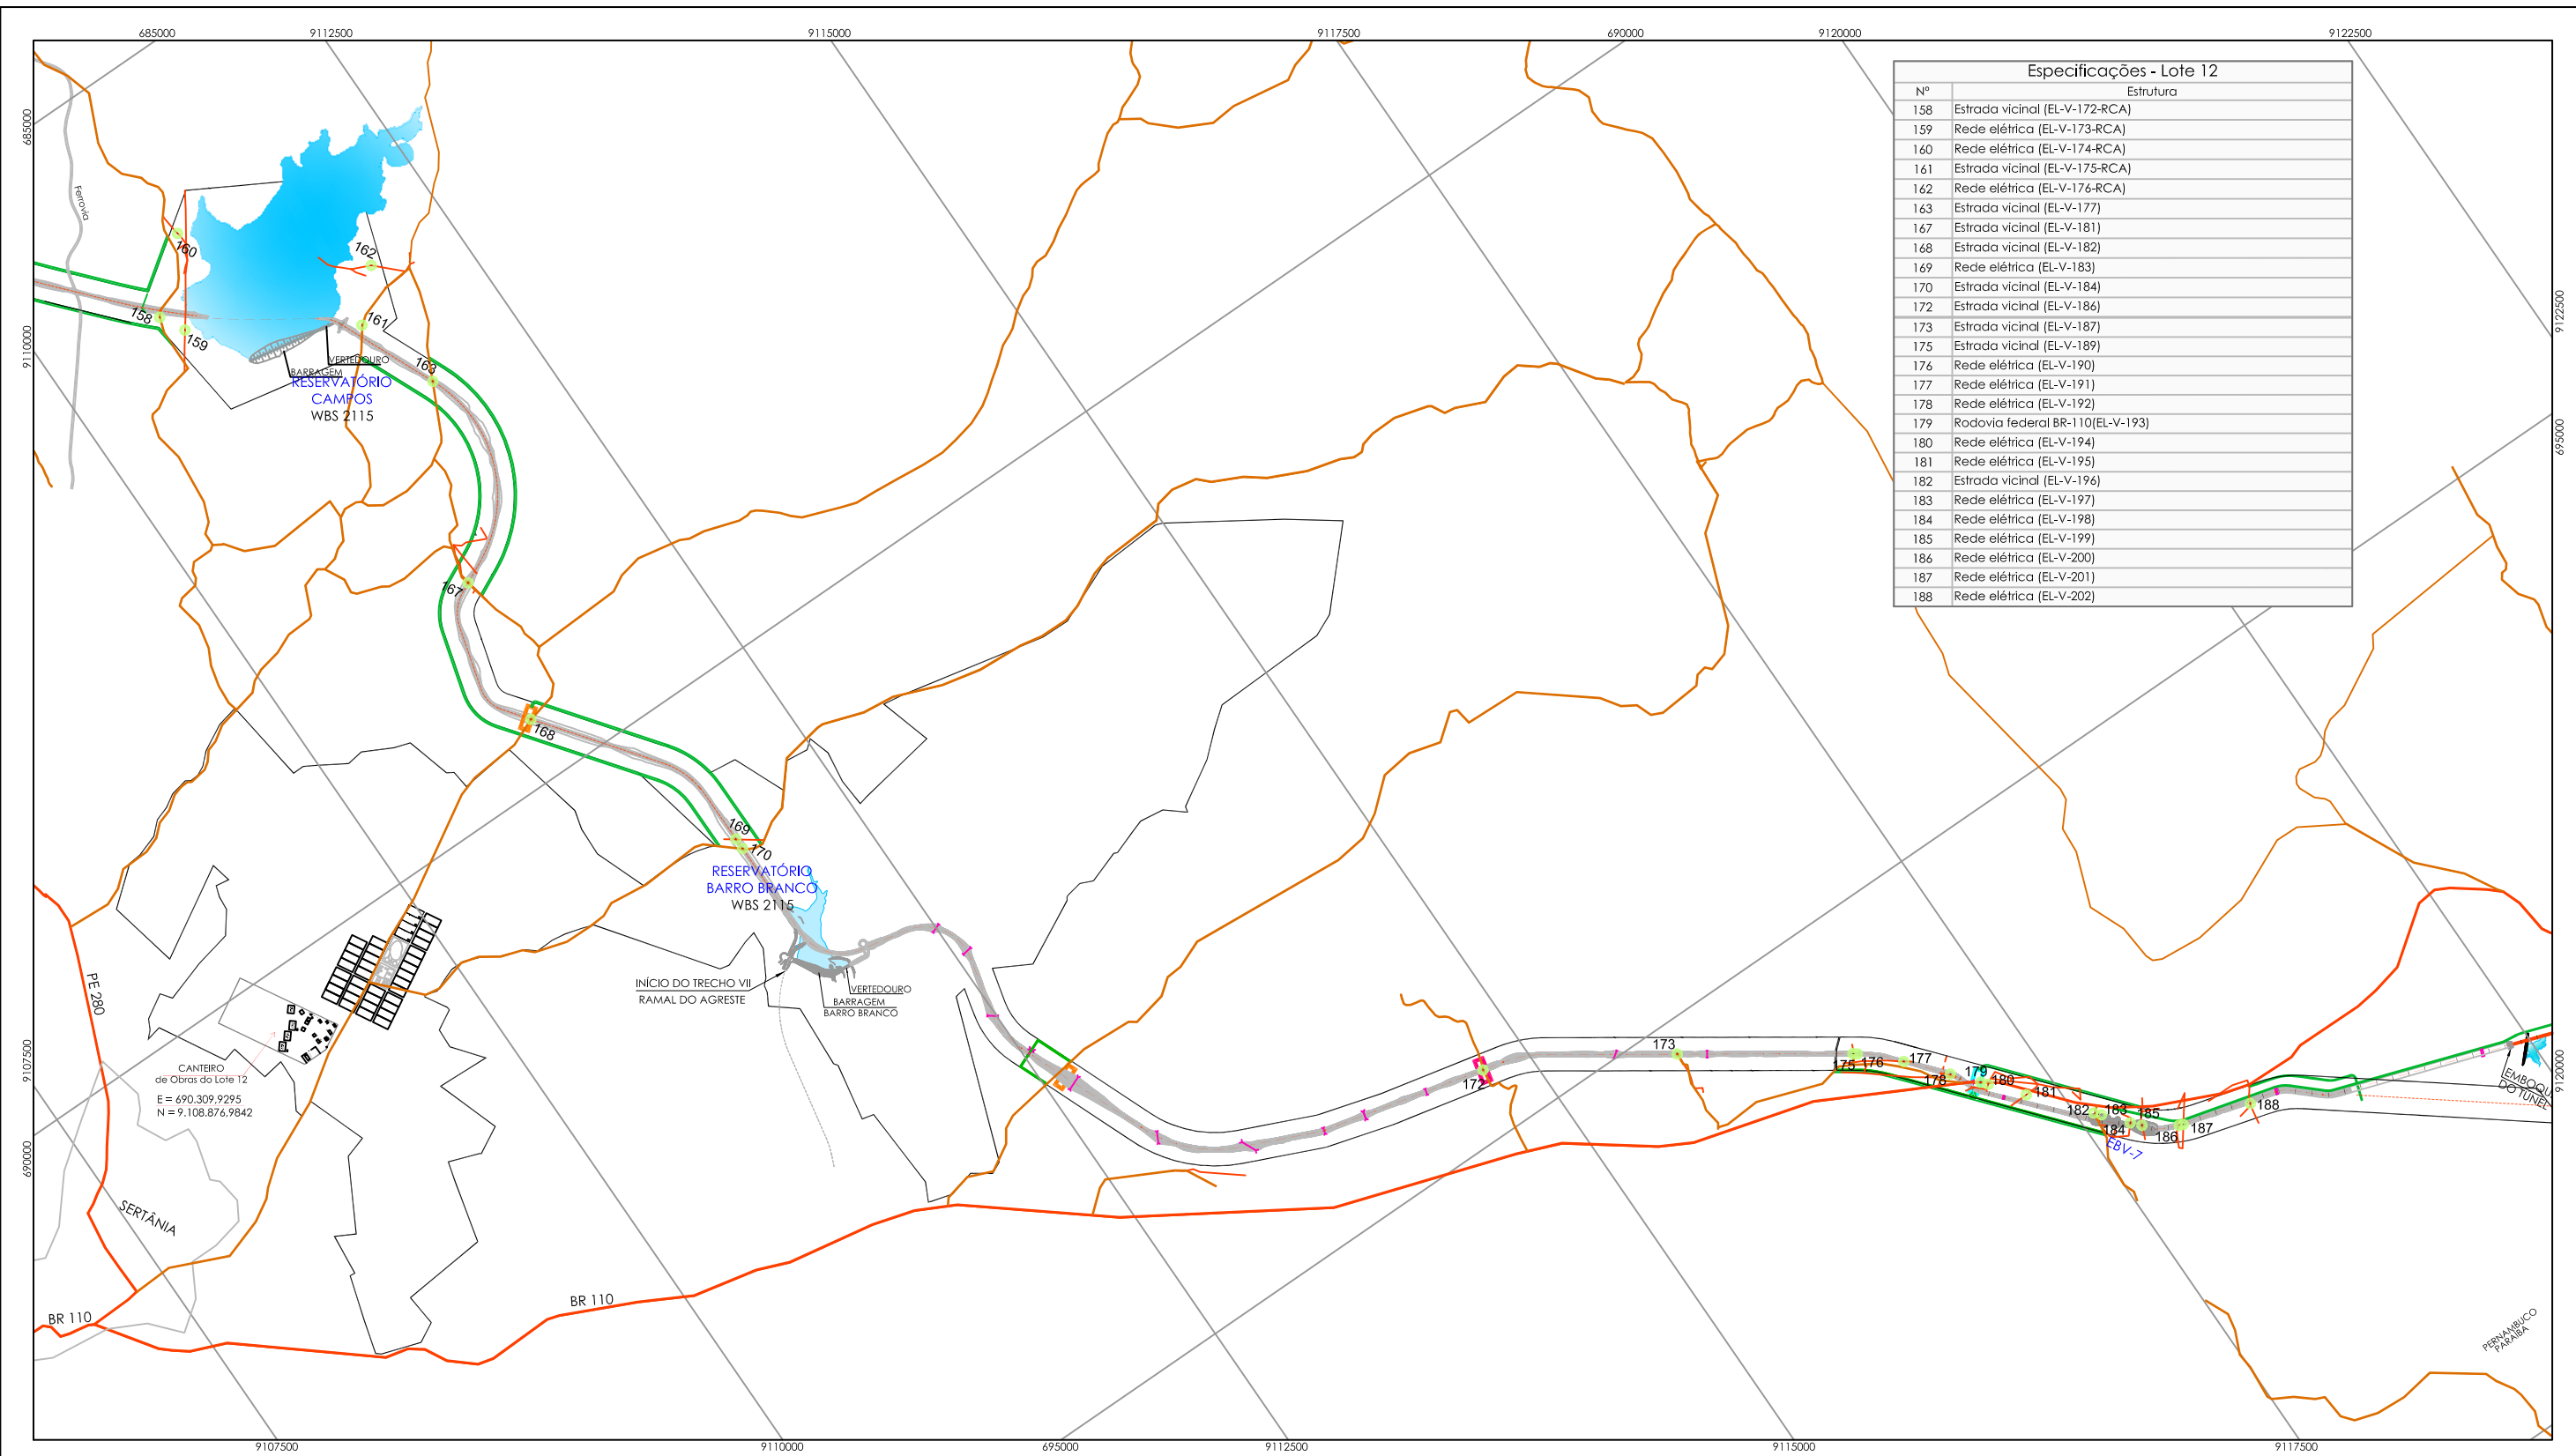 685000
9112500
9115000
9117500
690000
9120000
9122500
685000
9110000
9107500
690000
9122500
695000
9120000
9107500
9110000
695000
9112500
9115000
9117500
Especificações - Lote 12
Nº Estrutura
158 Estrada vicinal (EL-V-172-RCA)
159 Rede elétrica (EL-V-173-RCA)
160 Rede elétrica (EL-V-174-RCA)
161 Estrada vicinal (EL-V-175-RCA)
162 Rede elétrica (EL-V-176-RCA)
163 Estrada vicinal (EL-V-177)
167 Estrada vicinal (EL-V-181)
168 Estrada vicinal (EL-V-182)
169 Rede elétrica (EL-V-183)
170 Estrada vicinal (EL-V-184)
172 Estrada vicinal (EL-V-186)
173 Estrada vicinal (EL-V-187)
175 Estrada vicinal (EL-V-189)
176 Rede elétrica (EL-V-190)
177 Rede elétrica (EL-V-191)
178 Rede elétrica (EL-V-192)
179 Rodovia federal BR-110(EL-V-193)
180 Rede elétrica (EL-V-194)
181 Rede elétrica (EL-V-195)
182 Estrada vicinal (EL-V-196)
183 Rede elétrica (EL-V-197)
184 Rede elétrica (EL-V-198)
185 Rede elétrica (EL-V-199)
186 Rede elétrica (EL-V-200)
187 Rede elétrica (EL-V-201)
188 Rede elétrica (EL-V-202)
Ferrovia
160
162
158
159
161
163
VERTEDOURO
BARRAGEM
RESERVATÓRIO
CAMPOS
WBS 2115
167
168
169
170
RESERVATÓRIO
BARRO BRANCO
WBS 2115
INÍCIO DO TRECHO VII
RAMAL DO AGRESTE
VERTEDOURO
BARRAGEM
BARRO BRANCO
PE 280
CANTEIRO
de Obras do Lote 12
E = 690.309,9295
N = 9.108.876,9842
SERTÂNIA
BR 110
BR 110
172
173
175
176
177
178
179
180
181
182
183
184
185
186
187
188
EBV-7
EMBOQUE
DO TÚNEL
PERNAMBUCO
PARAÍBA